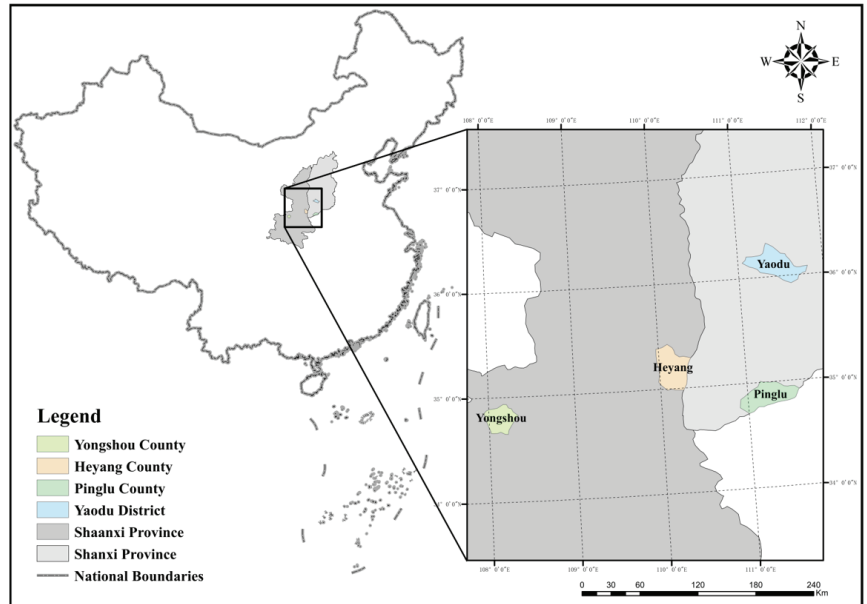 N
W E
S
108° 0′0″E 109° 0′0″E 110° 0′0″E 111° 0′0″E 112° 0′0″E
37° 0′0″N
37° 0′0″N
Yaodu
36° 0′0″N
36° 0′0″N
Heyang
35° 0′0″N
Pinglu
35° 0′0″N
Yongshou
34° 0′0″N
108° 0′0″E 109° 0′0″E 110° 0′0″E 111° 0′0″E
0 30 60 120 180 240
Km
Legend
Yongshou County
Heyang County
Pinglu County
Yaodu District
Shaanxi Province
Shanxi Province
National Boundaries